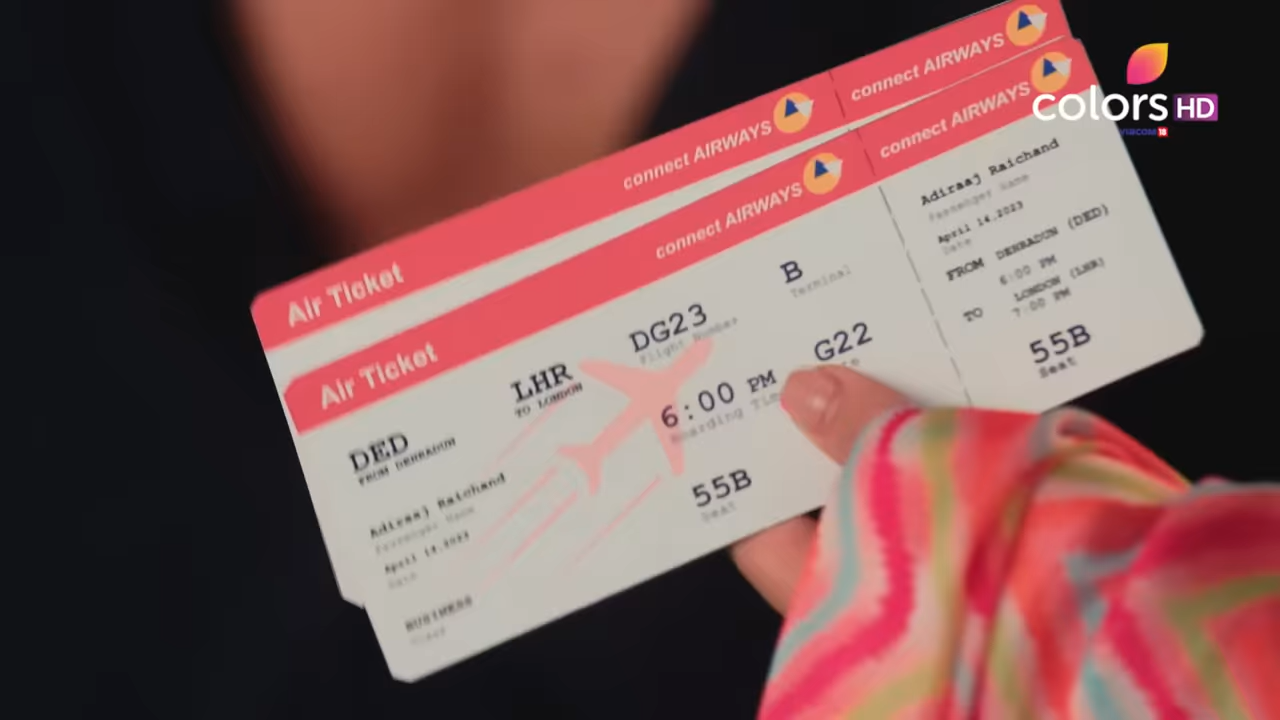 connect AIRWAYS
connect AIRWAYS
Air Ticket
colors HD
VIACOM 18
connect AIRWAYS
connect AIRWAYS
Air Ticket
DED
FROM DEHRADUN
LHR
TO LONDON
DG23
Flight Number
B
Terminal
6:00 PM
Boarding
G22
Adiraaj Raichand
Passenger Name
April 14,2023
Date
55B
Seat
BUSINESS
Class
Adiraaj Raichand
Passenger Name
April 14,2023
Date
FROM DEHRADUN (DED)
6:00 PM
TO LONDON (LHR)
7:00 PM
55B
Seat